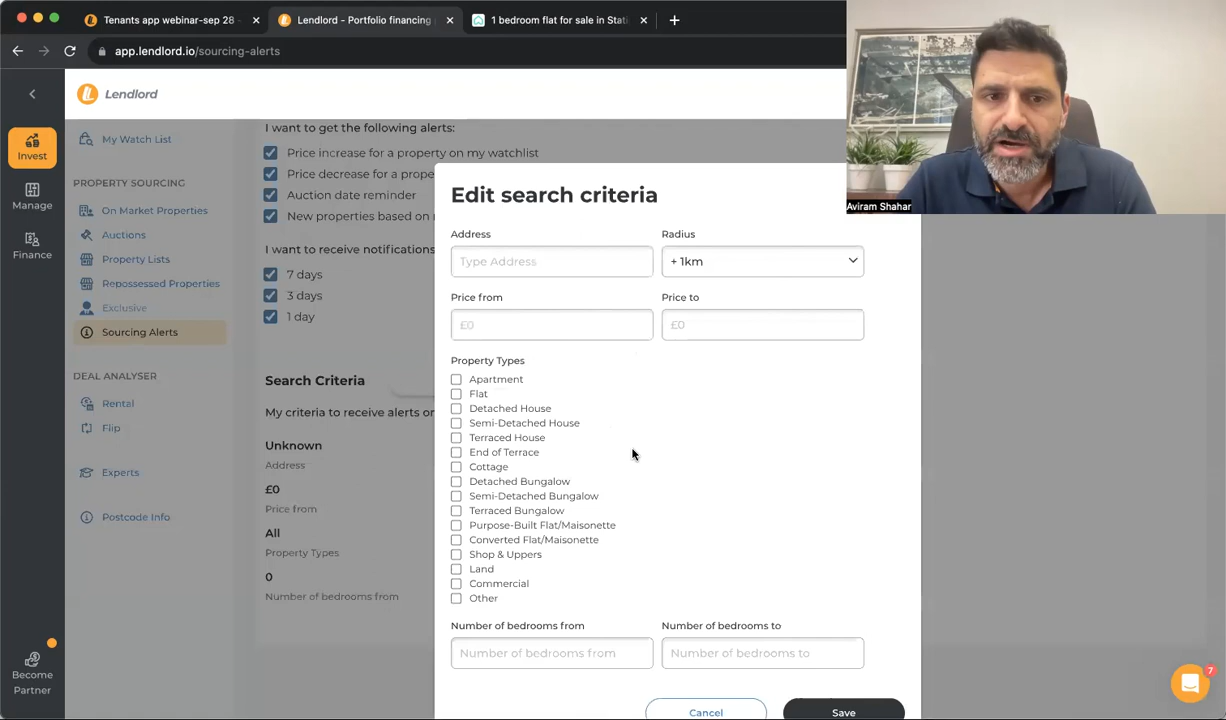 Tenants app webinar-sep 28 -
Lendlord - Portfolio financing
1 bedroom flat for sale in Stati
app.lendlord.io/sourcing-alerts
Lendlord
Invest
Manage
Finance
Become
Partner
My Watch List
PROPERTY SOURCING
On Market Properties
Auctions
Property Lists
Repossessed Properties
Exclusive
Sourcing Alerts
DEAL ANALYSER
Rental
Flip
Experts
Postcode Info
I want to get the following alerts:
Price increase for a property on my watchlist
Price decrease for a prope
Auction date reminder
New properties based on
I want to receive notifications
7 days
3 days
1 day
Search Criteria
My criteria to receive alerts or
Unknown
Address
£0
Price from
All
Property Types
0
Number of bedrooms from
Edit search criteria
Address
Radius
Type Address
+ 1km
Price from
Price to
£0
£0
Property Types
Apartment
Flat
Detached House
Semi-Detached House
Terraced House
End of Terrace
Cottage
Detached Bungalow
Semi-Detached Bungalow
Terraced Bungalow
Purpose-Built Flat/Maisonette
Converted Flat/Maisonette
Shop & Uppers
Land
Commercial
Other
Number of bedrooms from
Number of bedrooms to
Number of bedrooms from
Number of bedrooms to
Cancel
Save
Aviram Shahar
7